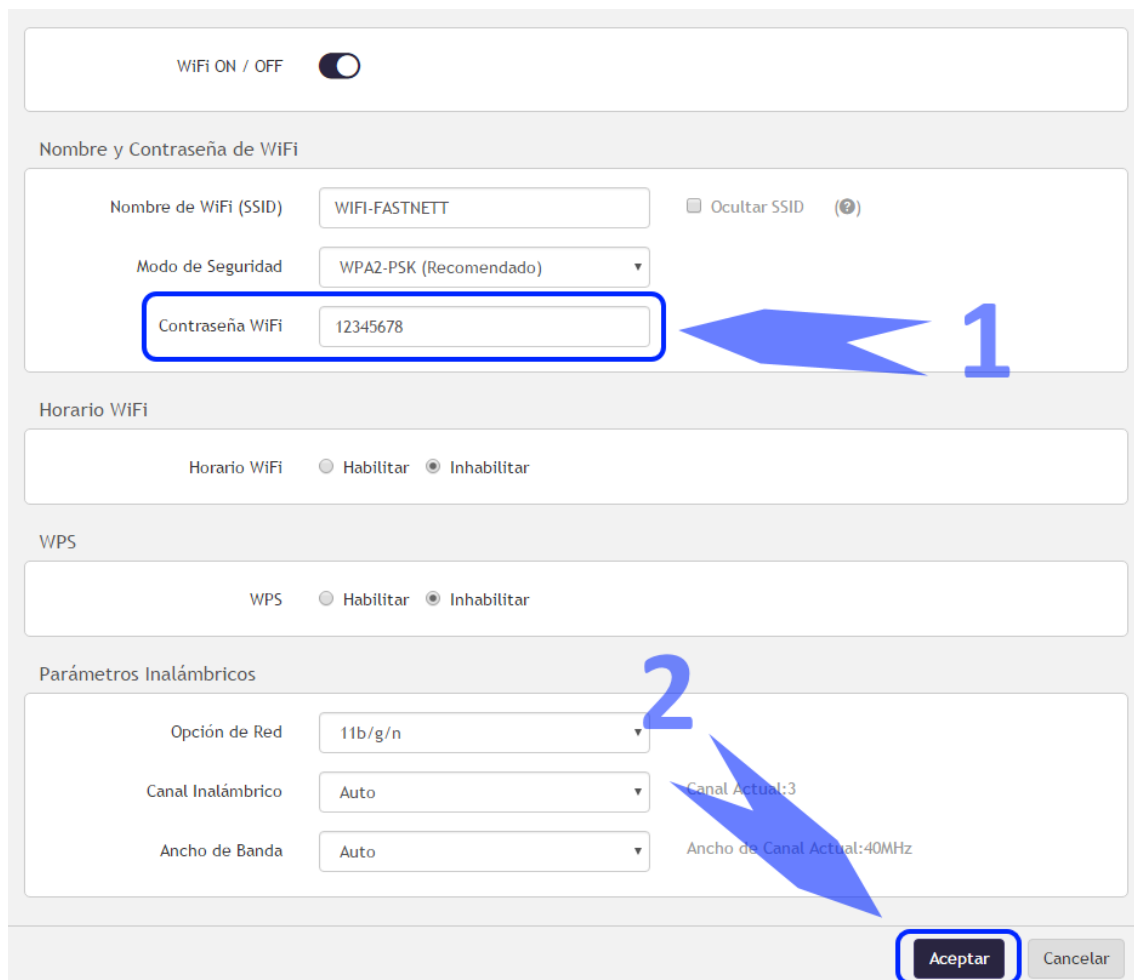 WiFi ON / OFF
Nombre y Contraseña de WiFi
Nombre de WiFi (SSID) WIFI-FASTNETT Ocultar SSID (?)
Modo de Seguridad WPA2-PSK (Recomendado)
Contraseña WiFi 12345678
1
Horario WiFi
Horario WiFi Habilitar Inhabilitar
WPS
WPS Habilitar Inhabilitar
Parámetros Inalámbricos
2
Opción de Red 11b/g/n
Canal Inalámbrico Auto Canal Actual:3
Ancho de Banda Auto Ancho de Canal Actual:40MHz
Aceptar Cancelar